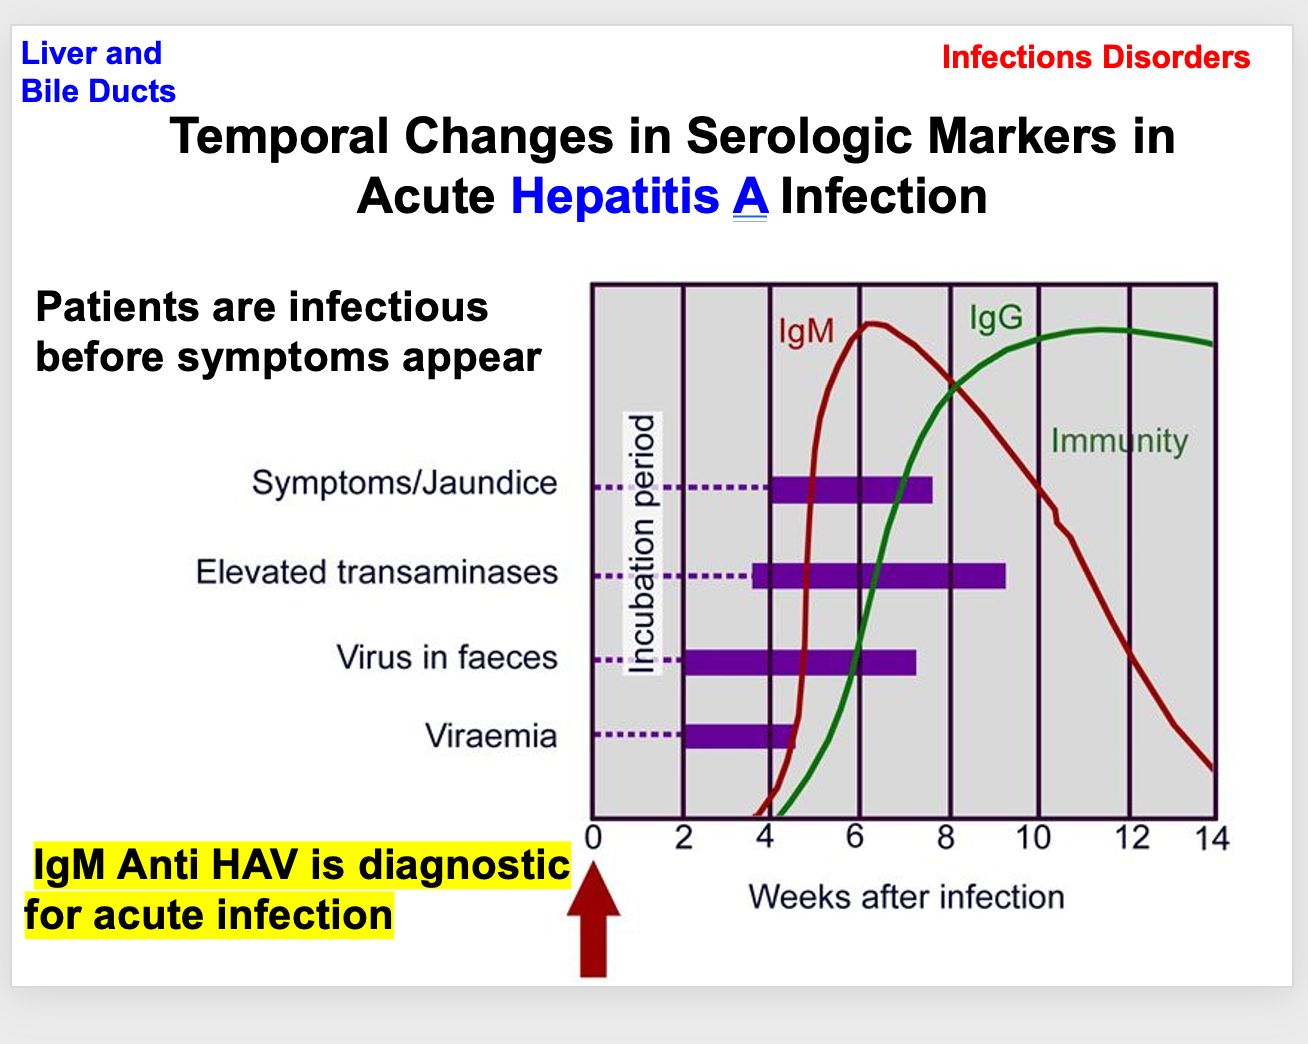 Liver and
Bile Ducts
Infections Disorders
Temporal Changes in Serologic Markers in
Acute Hepatitis A Infection
Patients are infectious
before symptoms appear
IgM
IgG
Immunity
Incubation period
Symptoms/Jaundice
Elevated transaminases
Virus in faeces
Viraemia
0 2 4 6 8 10 12 14
Weeks after infection
IgM Anti HAV is diagnostic
for acute infection